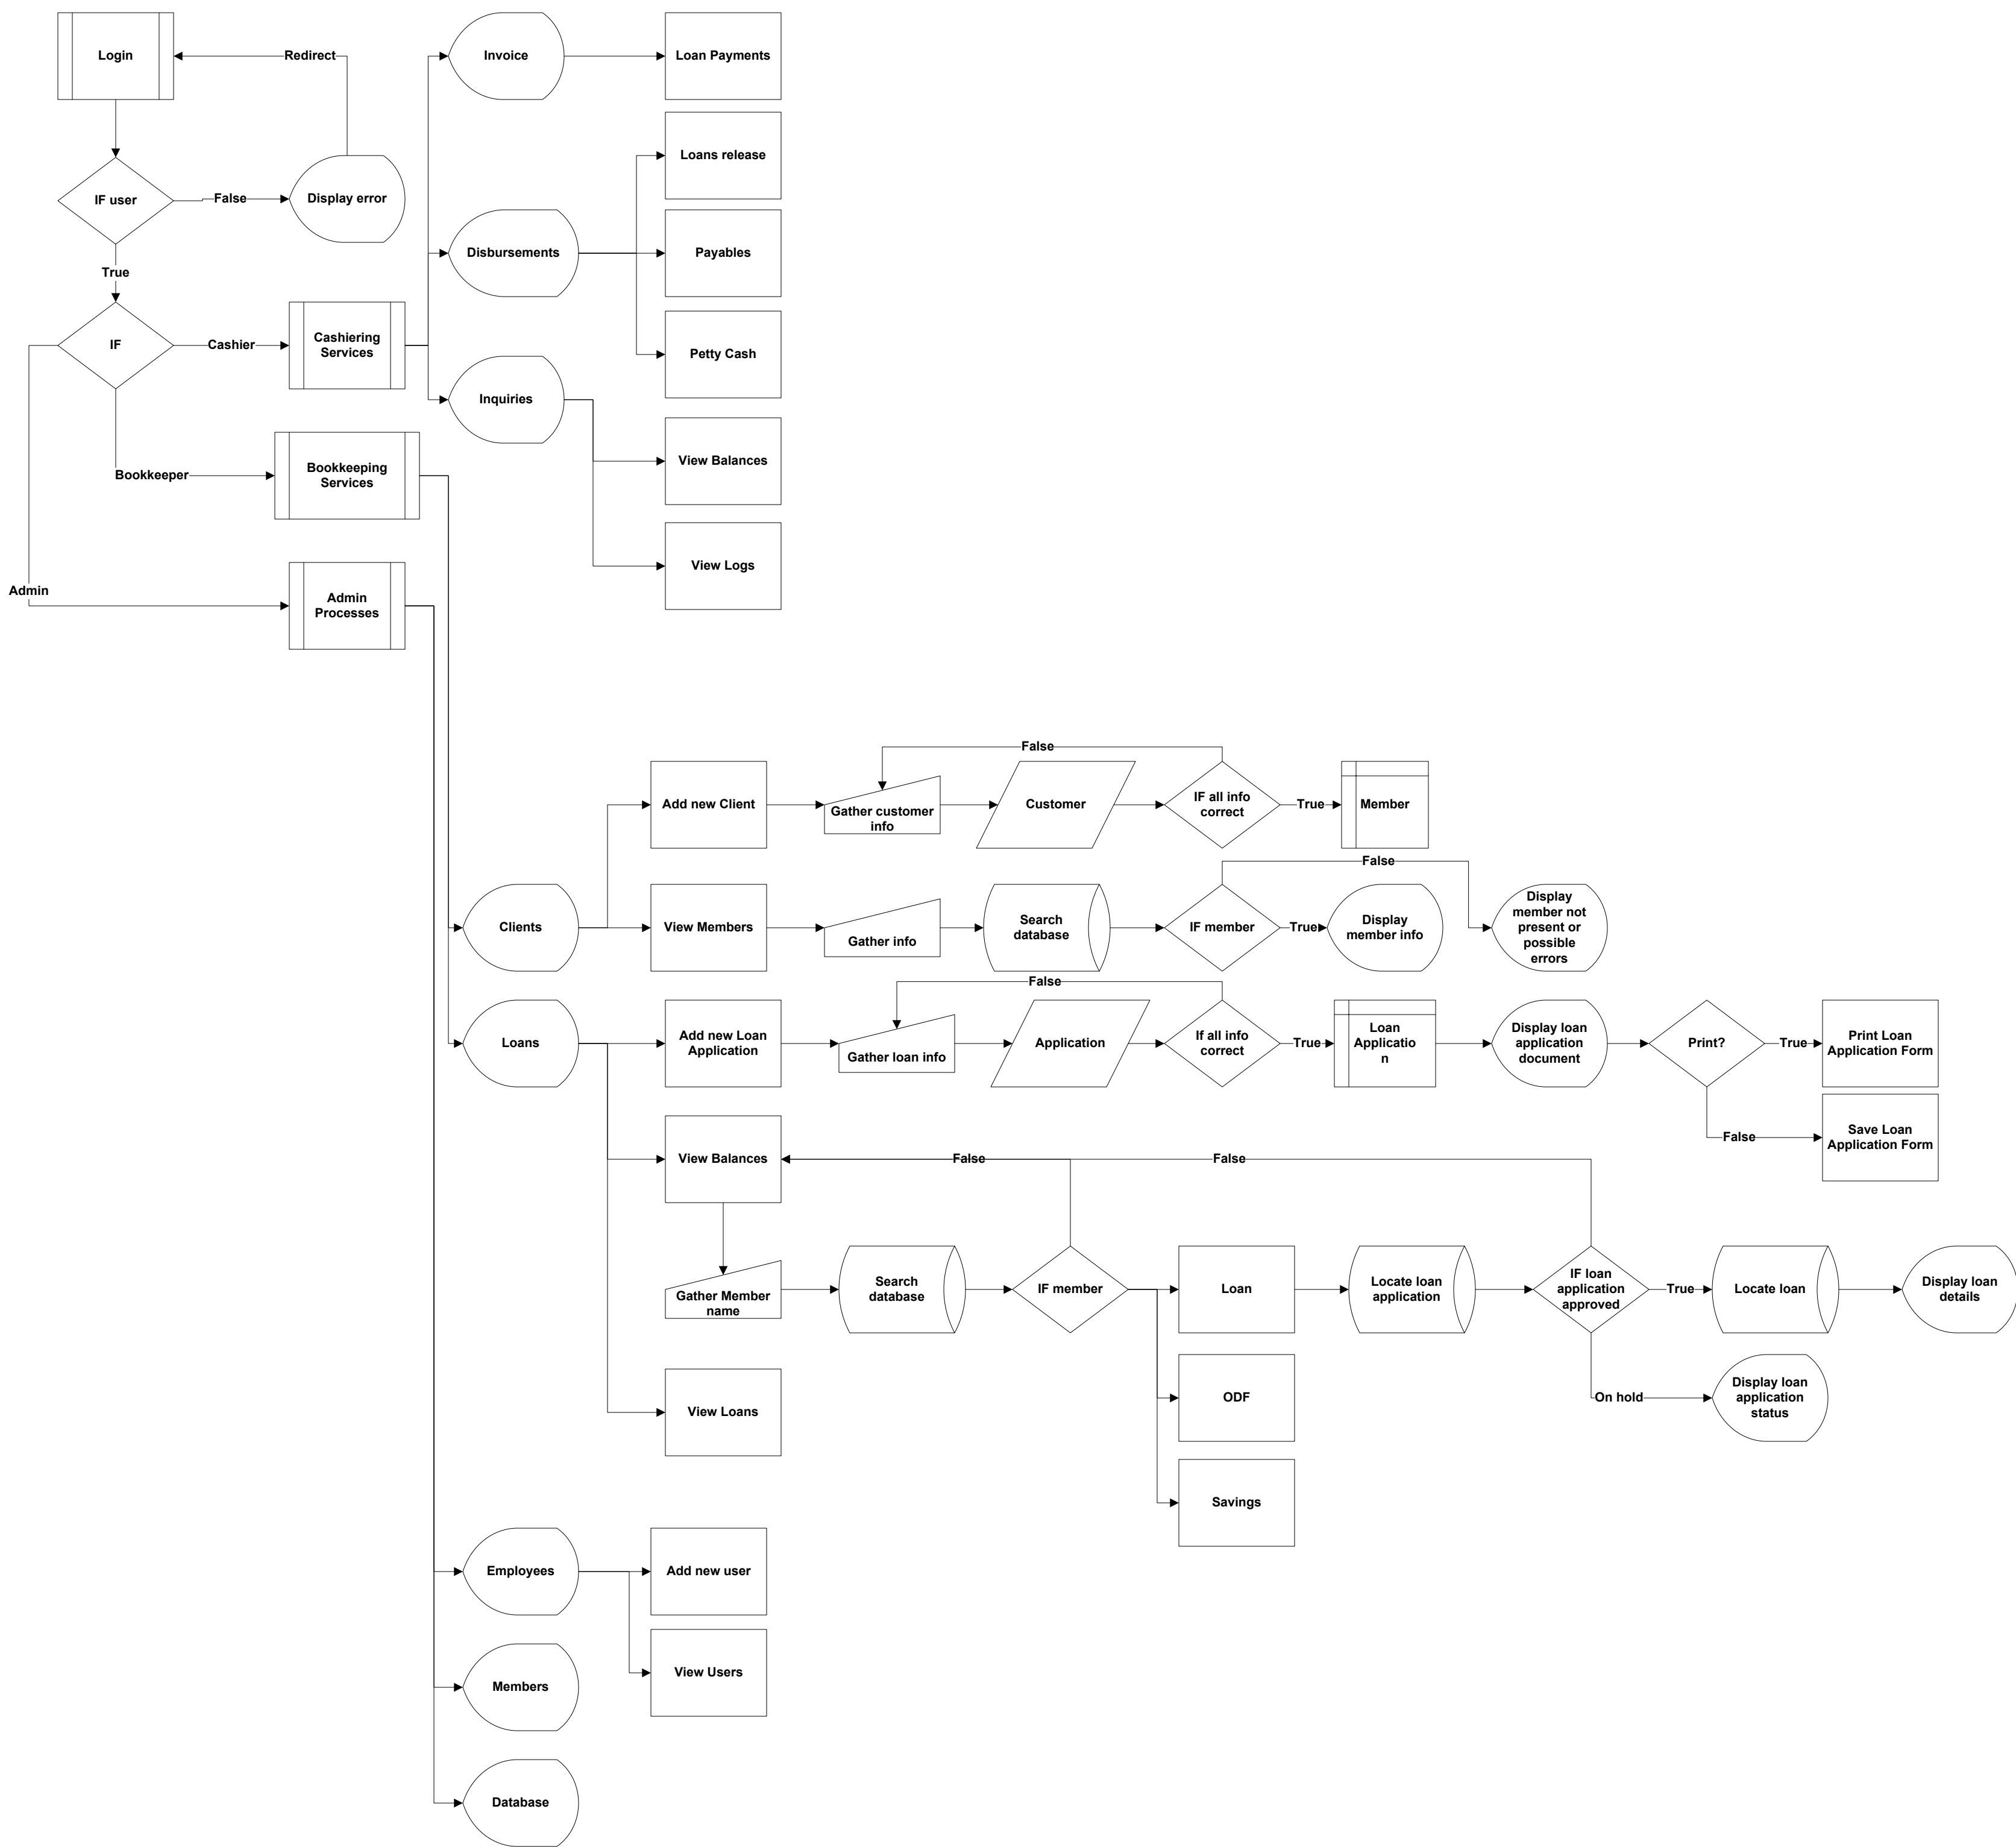 Login
Redirect
Invoice
Loan Payments
Loans release
IF user
False
Display error
Disbursements
Payables
True
IF
Cashier
Cashiering
Services
Petty Cash
Inquiries
View Balances
Bookkeeper
Bookkeeping
Services
View Logs
Admin
Admin
Processes
False
Add new Client
Gather customer
info
Customer
IF all info
correct
True
Member
False
Clients
View Members
Gather info
Search
database
IF member
True
Display
member info
Display
member not
present or
possible
errors
False
Loans
Add new Loan
Application
Gather loan info
Application
If all info
correct
True
Loan
Applicatio
n
Display loan
application
document
Print?
True
Print Loan
Application Form
False
Save Loan
Application Form
View Balances
False
False
Gather Member
name
Search
database
IF member
Loan
Locate loan
application
IF loan
application
approved
True
Locate loan
Display loan
details
View Loans
ODF
On hold
Display loan
application
status
Savings
Employees
Add new user
View Users
Members
Database